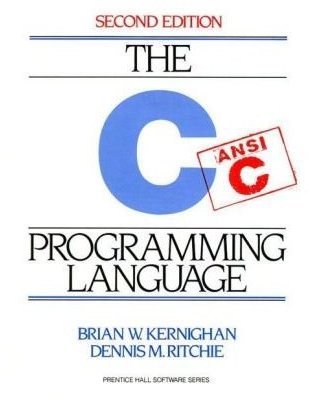 SECOND EDITION
THE
C
ANSI
C
PROGRAMMING
LANGUAGE
BRIAN W. KERNIGHAN
DENNIS M. RITCHIE
PRENTICE HALL SOFTWARE SERIES